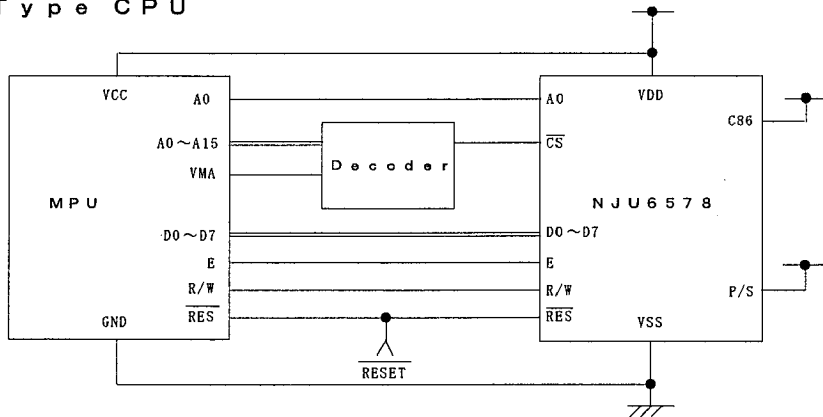 Type CPU
VCC
A0
A0~A15
VMA
MPU
D0~D7
E
R/W
RES
GND
Decoder
RESET
A0
VDD
C86
CS
NJU6578
D0~D7
E
R/W
P/S
RES
VSS